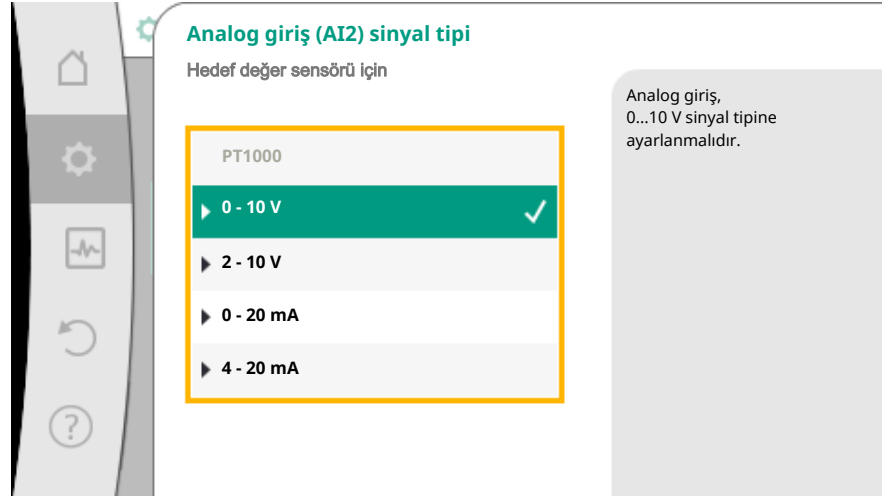 Analog giriş (AI2) sinyal tipi
Hedef değer sensörü için
PT1000
0 - 10 V
2 - 10 V
0 - 20 mA
4 - 20 mA
Analog giriş,
0...10 V sinyal tipine
ayarlanmalıdır.
?